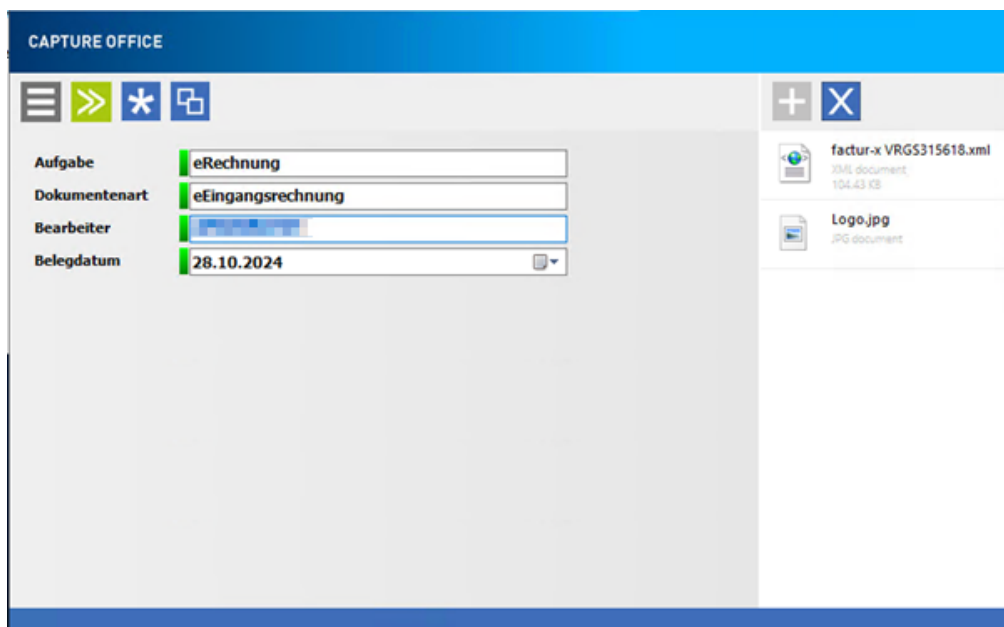 CAPTURE OFFICE
Aufgabe eRechnung
Dokumentenart eEingangsrechnung
Bearbeiter
Belegdatum 28.10.2024
factur-x VRGS315618.xml
XML document
104.43 KB
Logo.jpg
JPG document